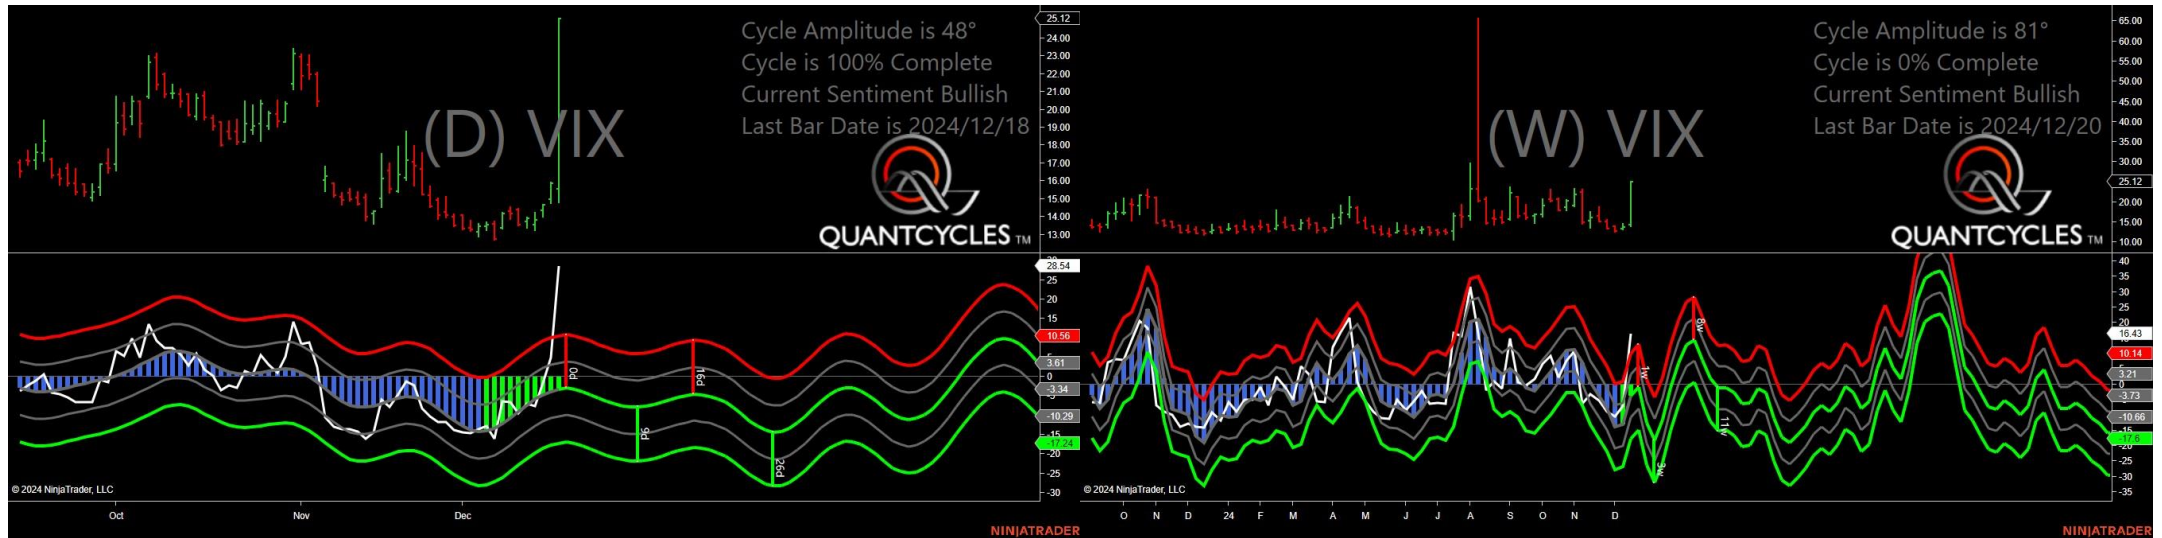 Cycle Amplitude is 48°
Cycle is 100% Complete
Current Sentiment Bullish
Last Bar Date is 2024/12/18
(D) VIX
QUANTCYCLES TM
25.12
24.00
23.00
22.00
21.00
20.00
19.00
18.00
17.00
16.00
15.00
14.00
13.00
28.54
25
20
15
10.56
3.61
0
-3.34
-10.29
-15
-17.24
-20
-25
-30
0d
9d
16d
26d
© 2024 NinjaTrader, LLC
Oct Nov Dec
NINJATRADER
Cycle Amplitude is 81°
Cycle is 0% Complete
Current Sentiment Bullish
Last Bar Date is 2024/12/20
(W) VIX
QUANTCYCLES TM
65.00
60.00
55.00
50.00
45.00
40.00
35.00
30.00
25.12
20.00
15.00
10.00
40
35
30
25
20
16.43
10.14
3.21
0
-3.73
-10.66
-15
-17.6
-20
-25
-30
-35
1w
3w
8w
11w
© 2024 NinjaTrader, LLC
O N D 24 F M A M J J A S O N D
NINJATRADER